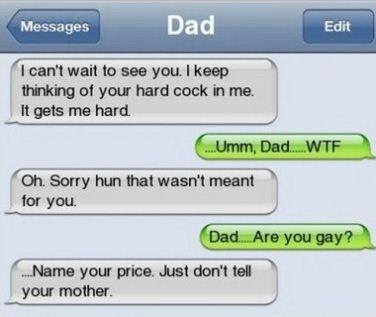 Messages
Dad
Edit
I can't wait to see you. I keep
thinking of your hard cock in me.
It gets me hard.
....Umm, Dad......WTF
Oh. Sorry hun that wasn't meant
for you.
Dad.....Are you gay?
....Name your price. Just don't tell
your mother.